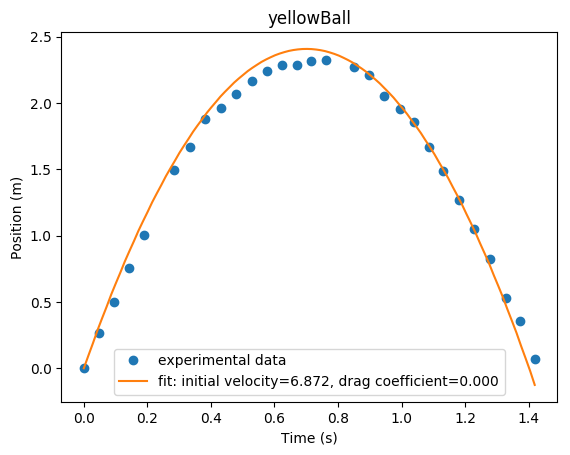 yellowBall
Position (m)
2.5
2.0
1.5
1.0
0.5
0.0
experimental data
fit: initial velocity=6.872, drag coefficient=0.000
0.0 0.2 0.4 0.6 0.8 1.0 1.2 1.4
Time (s)